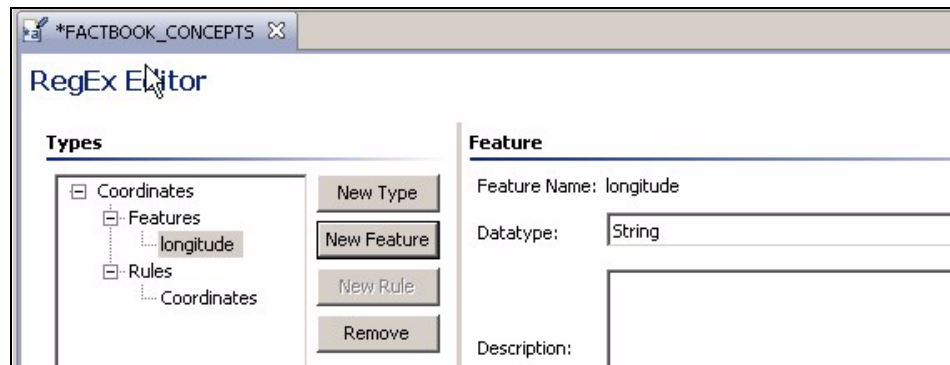 *FACTBOOK_CONCEPTS
RegEx Editor
Types
Coordinates
Features
longitude
Rules
Coordinates
New Type
New Feature
New Rule
Remove
Feature
Feature Name: longitude
Datatype: String
Description: